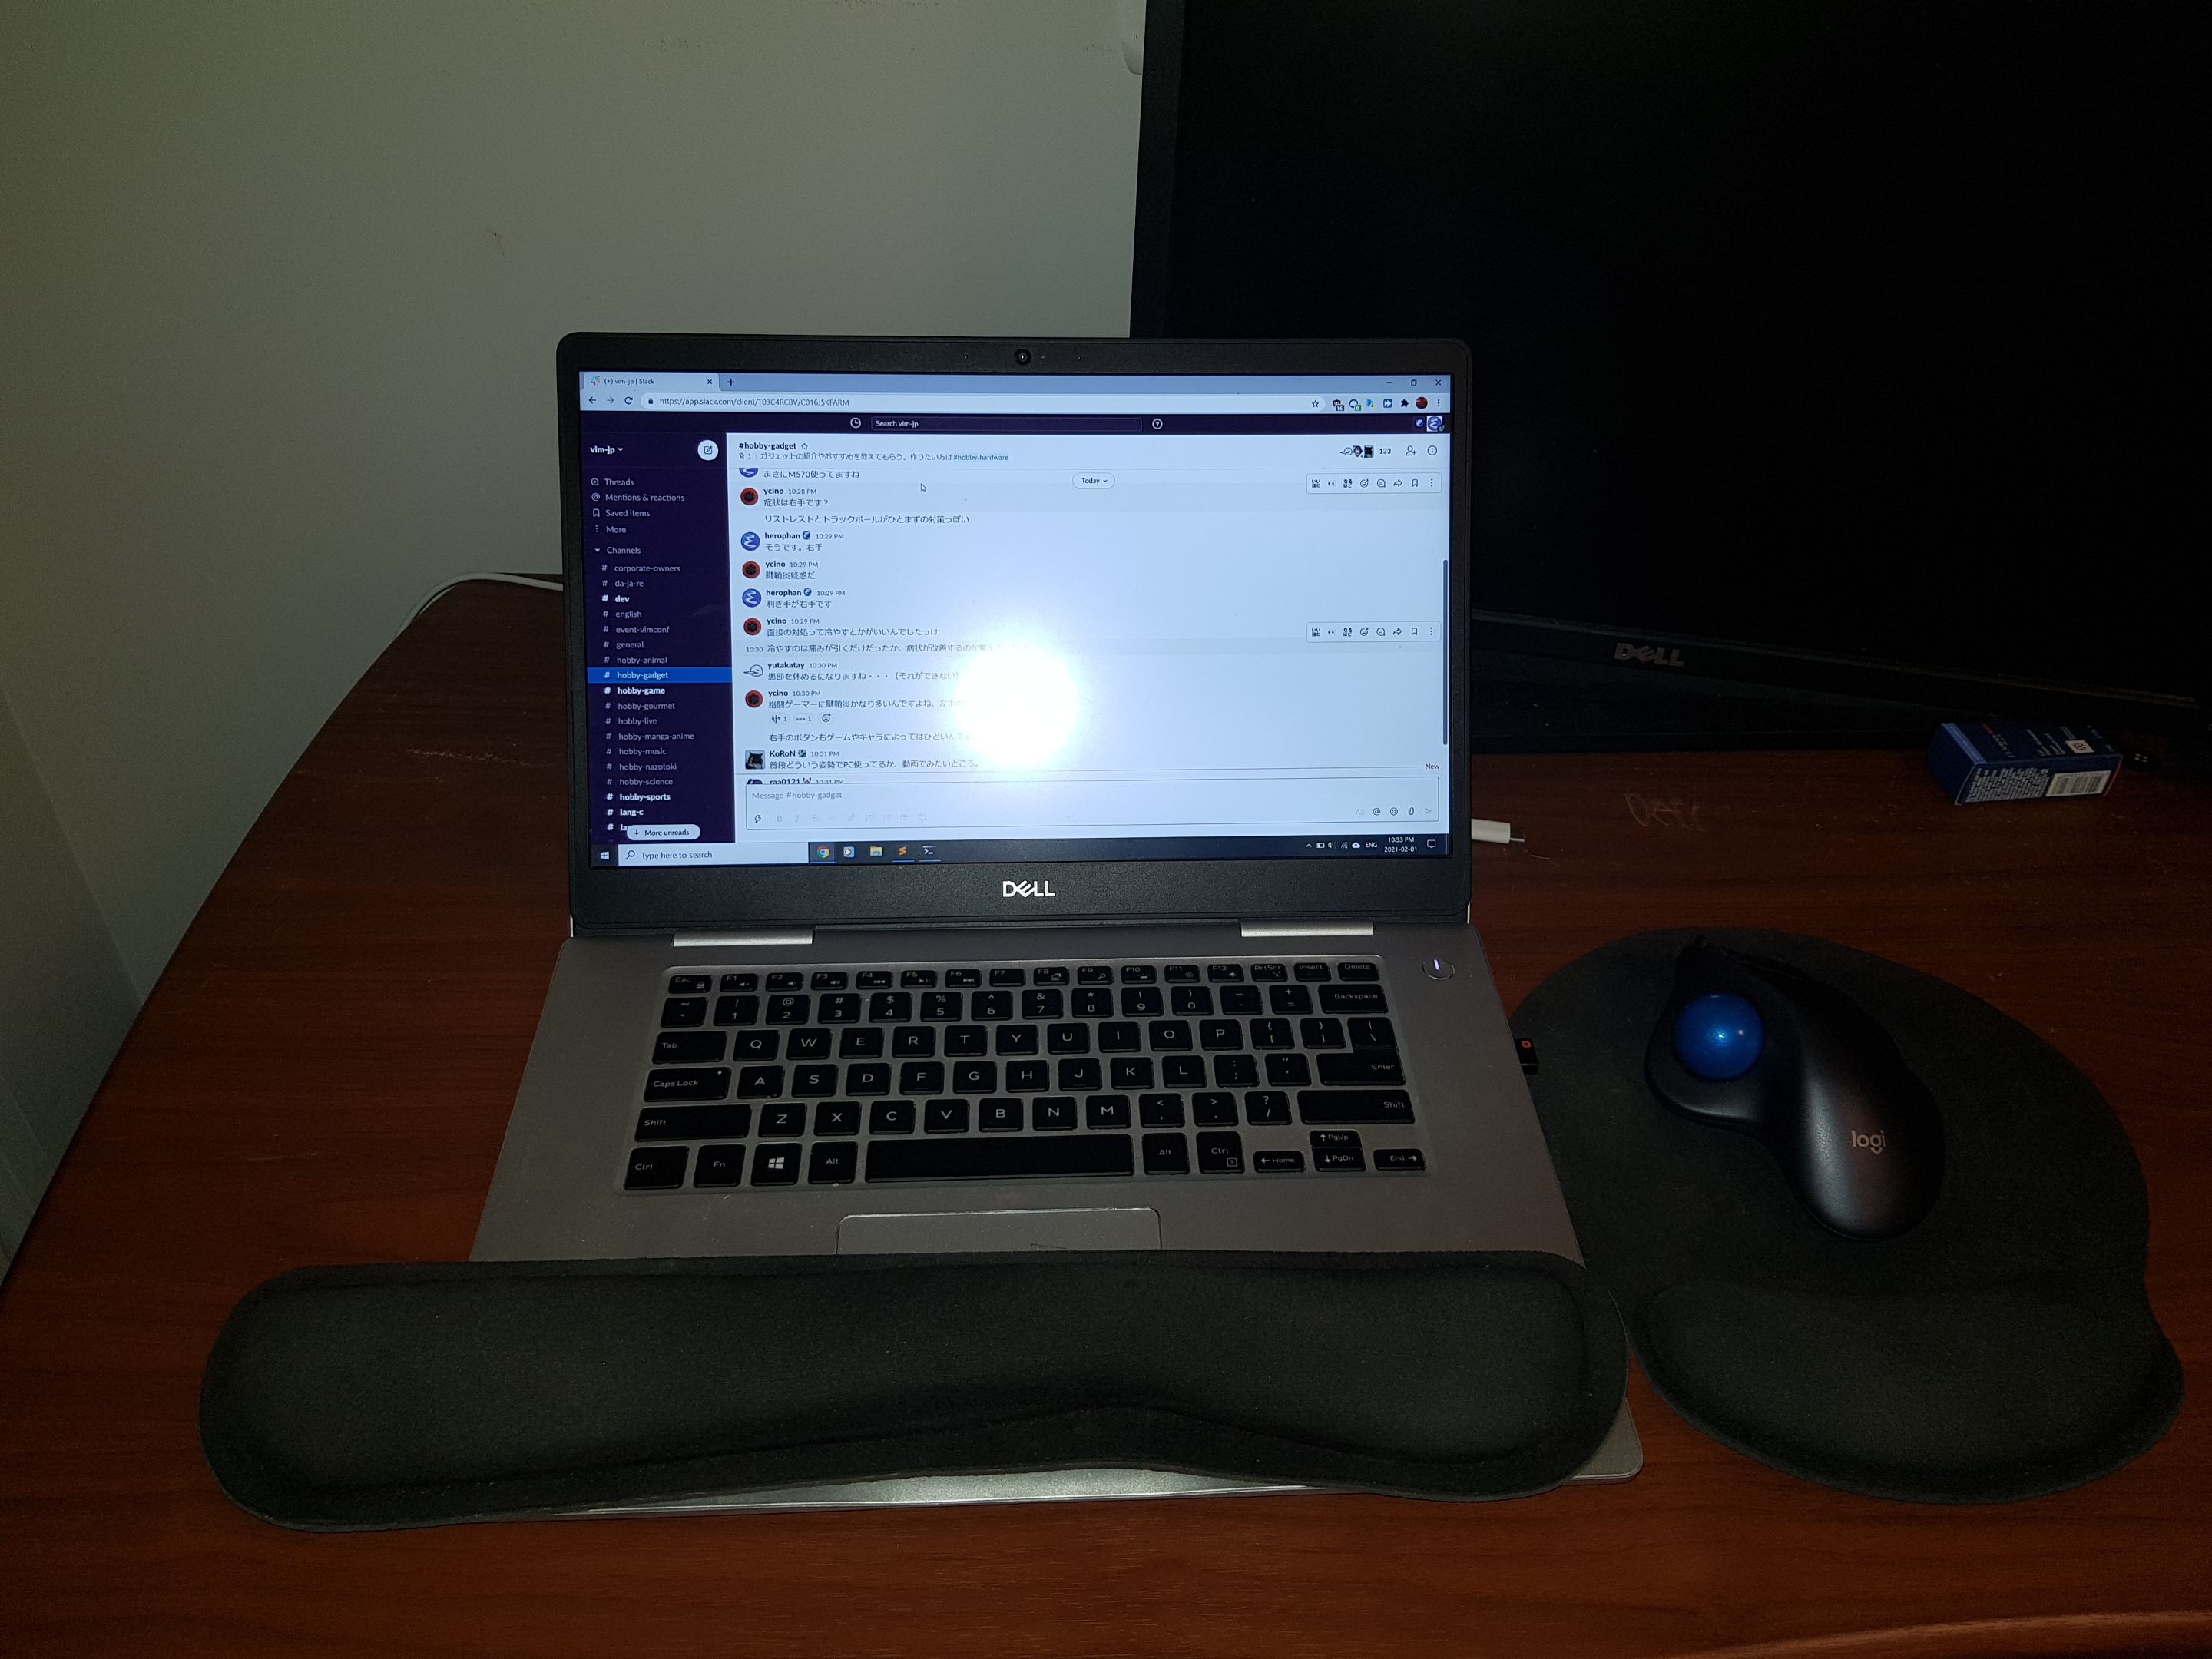 (+) vim-jp | Slack
https://app.slack.com/client/T03C4RCBV/C016J5KFARM
Search vim-jp
vim-jp
Threads
Mentions & reactions
Saved items
More
Channels
# corporate-owners
# da-ja-re
# dev
# english
# event-vimconf
# general
# hobby-animal
# hobby-gadget
# hobby-game
# hobby-gourmet
# hobby-live
# hobby-manga-anime
# hobby-music
# hobby-nazotoki
# hobby-science
# hobby-sports
# lang-c
More unreads
#hobby-gadget
1 | ガジェットの紹介やおすすめを教えてもらう。作りたい方は #hobby-hardware
133
まさにM570使ってますね
Today
ycino 10:28 PM
症状は右手です?
リストレストとトラックボールがひとまずの対策っぽい
herophan 10:29 PM
そうです。右手
ycino 10:29 PM
腱鞘炎疑惑だ
herophan 10:29 PM
利き手が右手です
ycino 10:29 PM
直接の対処って冷やすとかがいいんでしたっけ
10:30 冷やすのは痛みが引くだけだったか、病状が改善するのか
yutakatay 10:30 PM
患部を休めるになりますね・・・(それができない
ycino 10:30 PM
格闘ゲーマーに腱鞘炎かなり多いんですよね、左手
1 1
右手のボタンもゲームやキャラによってはひどいんで
KoRoN 10:31 PM
普段どういう姿勢でPC使ってるか、動画でみたいところ。
New
raa0121 10:31 PM
Message #hobby-gadget
Type here to search
ENG
10:33 PM
2021-02-01
DELL
DELL
Esc F1 F2 F3 F4 F5 F6 F7 F8 F9 F10 F11 F12 PrtScr Insert Delete
~ ! @ # $ % ^ & * ( ) _ + Backspace
` 1 2 3 4 5 6 7 8 9 0 - =
Tab Q W E R T Y U I O P { [ } ] | \
Caps Lock A S D F G H J K L : ; " ' Enter
Shift Z X C V B N M < , > . ? / Shift
Ctrl Fn Alt Alt Ctrl Home PgUp PgDn End
logi